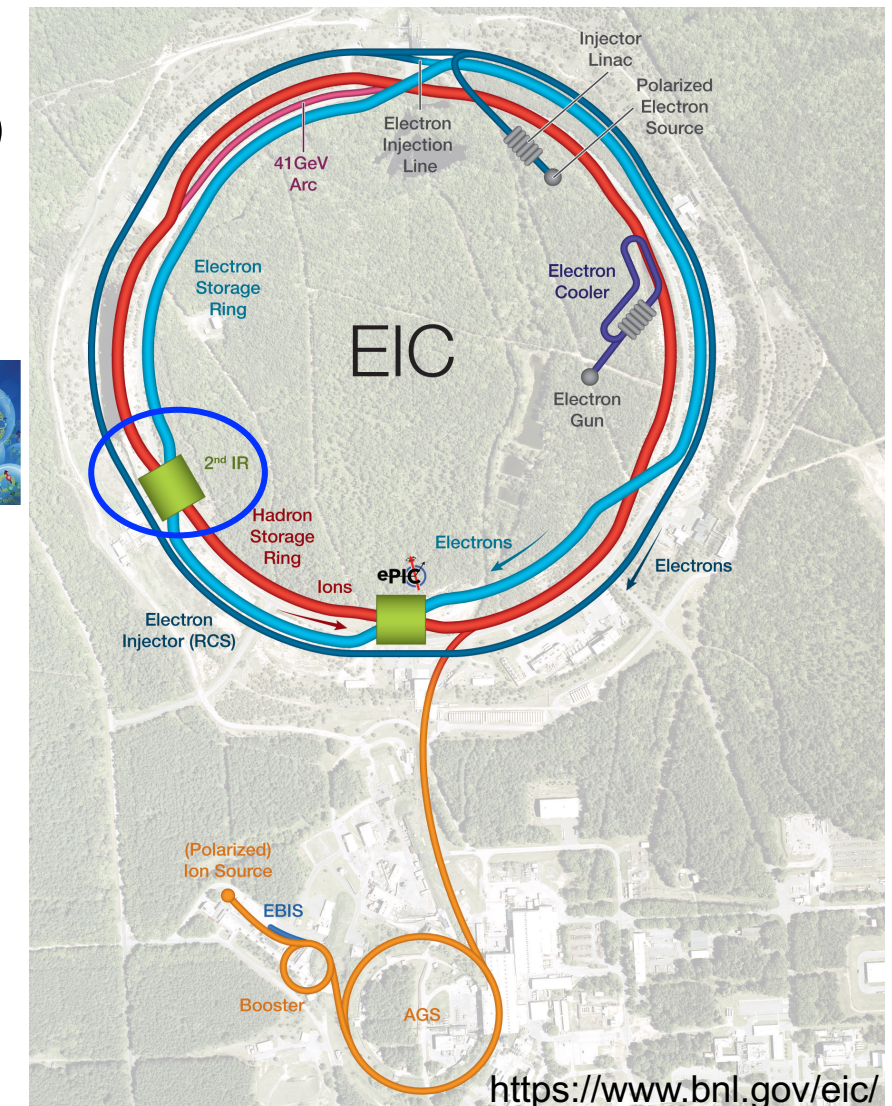 )
Injector
Linac
Polarized
Electron
Source
Electron
Injection
Line
41GeV
Arc
Electron
Storage
Ring
Electron
Cooler
EIC
Electron
Gun
2nd IR
Hadron
Storage
Ring
Electrons
ePIC
Ions
Electrons
Electron
Injector (RCS)
(Polarized)
Ion Source
EBIS
Booster
AGS
https://www.bnl.gov/eic/